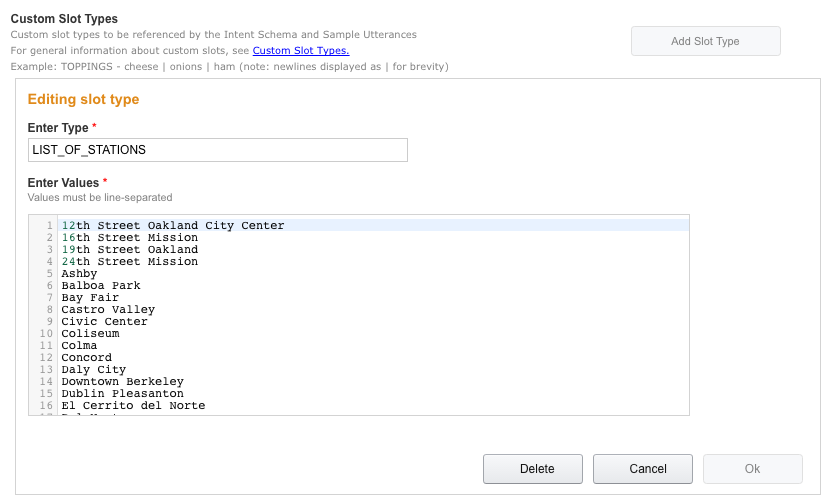 Custom Slot Types
Custom slot types to be referenced by the Intent Schema and Sample Utterances
For general information about custom slots, see Custom Slot Types.
Example: TOPPINGS - cheese | onions | ham (note: newlines displayed as | for brevity)
Add Slot Type
Editing slot type
Enter Type *
LIST_OF_STATIONS
Enter Values *
Values must be line-separated
1 12th Street Oakland City Center
2 16th Street Mission
3 19th Street Oakland
4 24th Street Mission
5 Ashby
6 Balboa Park
7 Bay Fair
8 Castro Valley
9 Civic Center
10 Coliseum
11 Colma
12 Concord
13 Daly City
14 Downtown Berkeley
15 Dublin Pleasanton
16 El Cerrito del Norte
Delete
Cancel
Ok